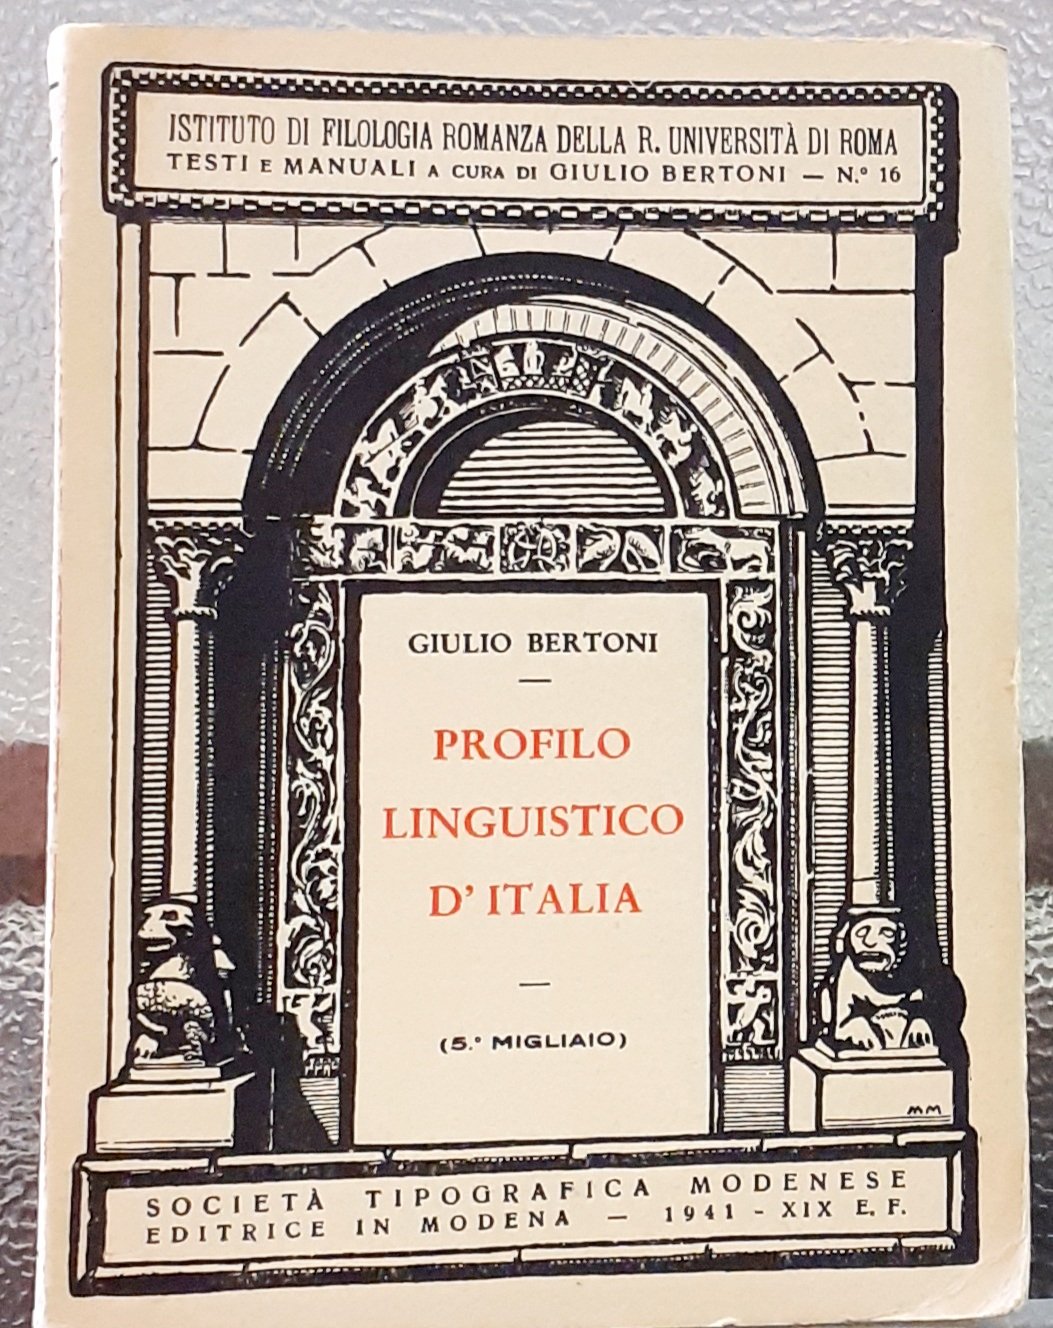 ISTITUTO DI FILOLOGIA ROMANZA DELLA R. UNIVERSITÀ DI ROMA
TESTI E MANUALI A CURA DI GIULIO BERTONI — N.º 16
GIULIO BERTONI
—
PROFILO
LINGUISTICO
D' ITALIA
—
(5.º MIGLIAIO)
MM
SOCIETÀ TIPOGRAFICA MODENESE
EDITRICE IN MODENA — 1941 - XIX E. F.